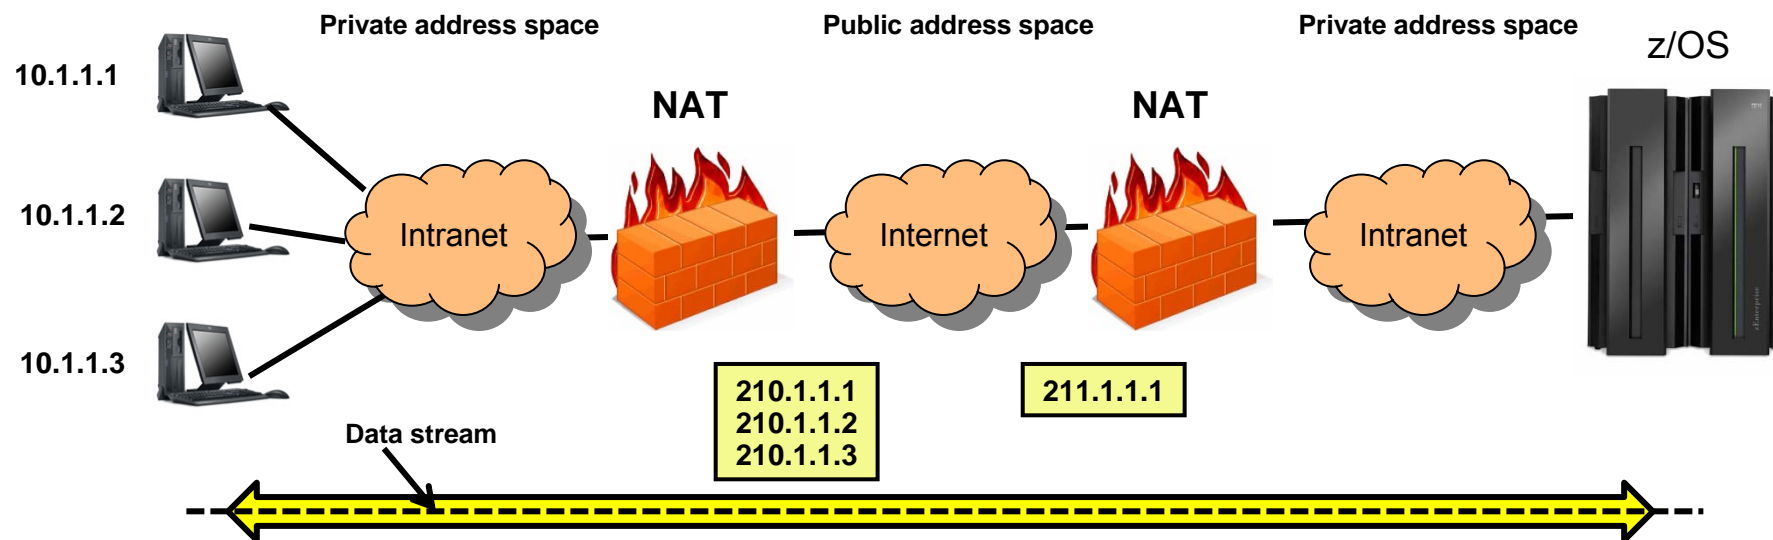 Private address space
Public address space
Private address space
z/OS
10.1.1.1
NAT
NAT
10.1.1.2
Intranet
Internet
Intranet
zEnterprise
10.1.1.3
210.1.1.1
210.1.1.2
210.1.1.3
211.1.1.1
Data stream